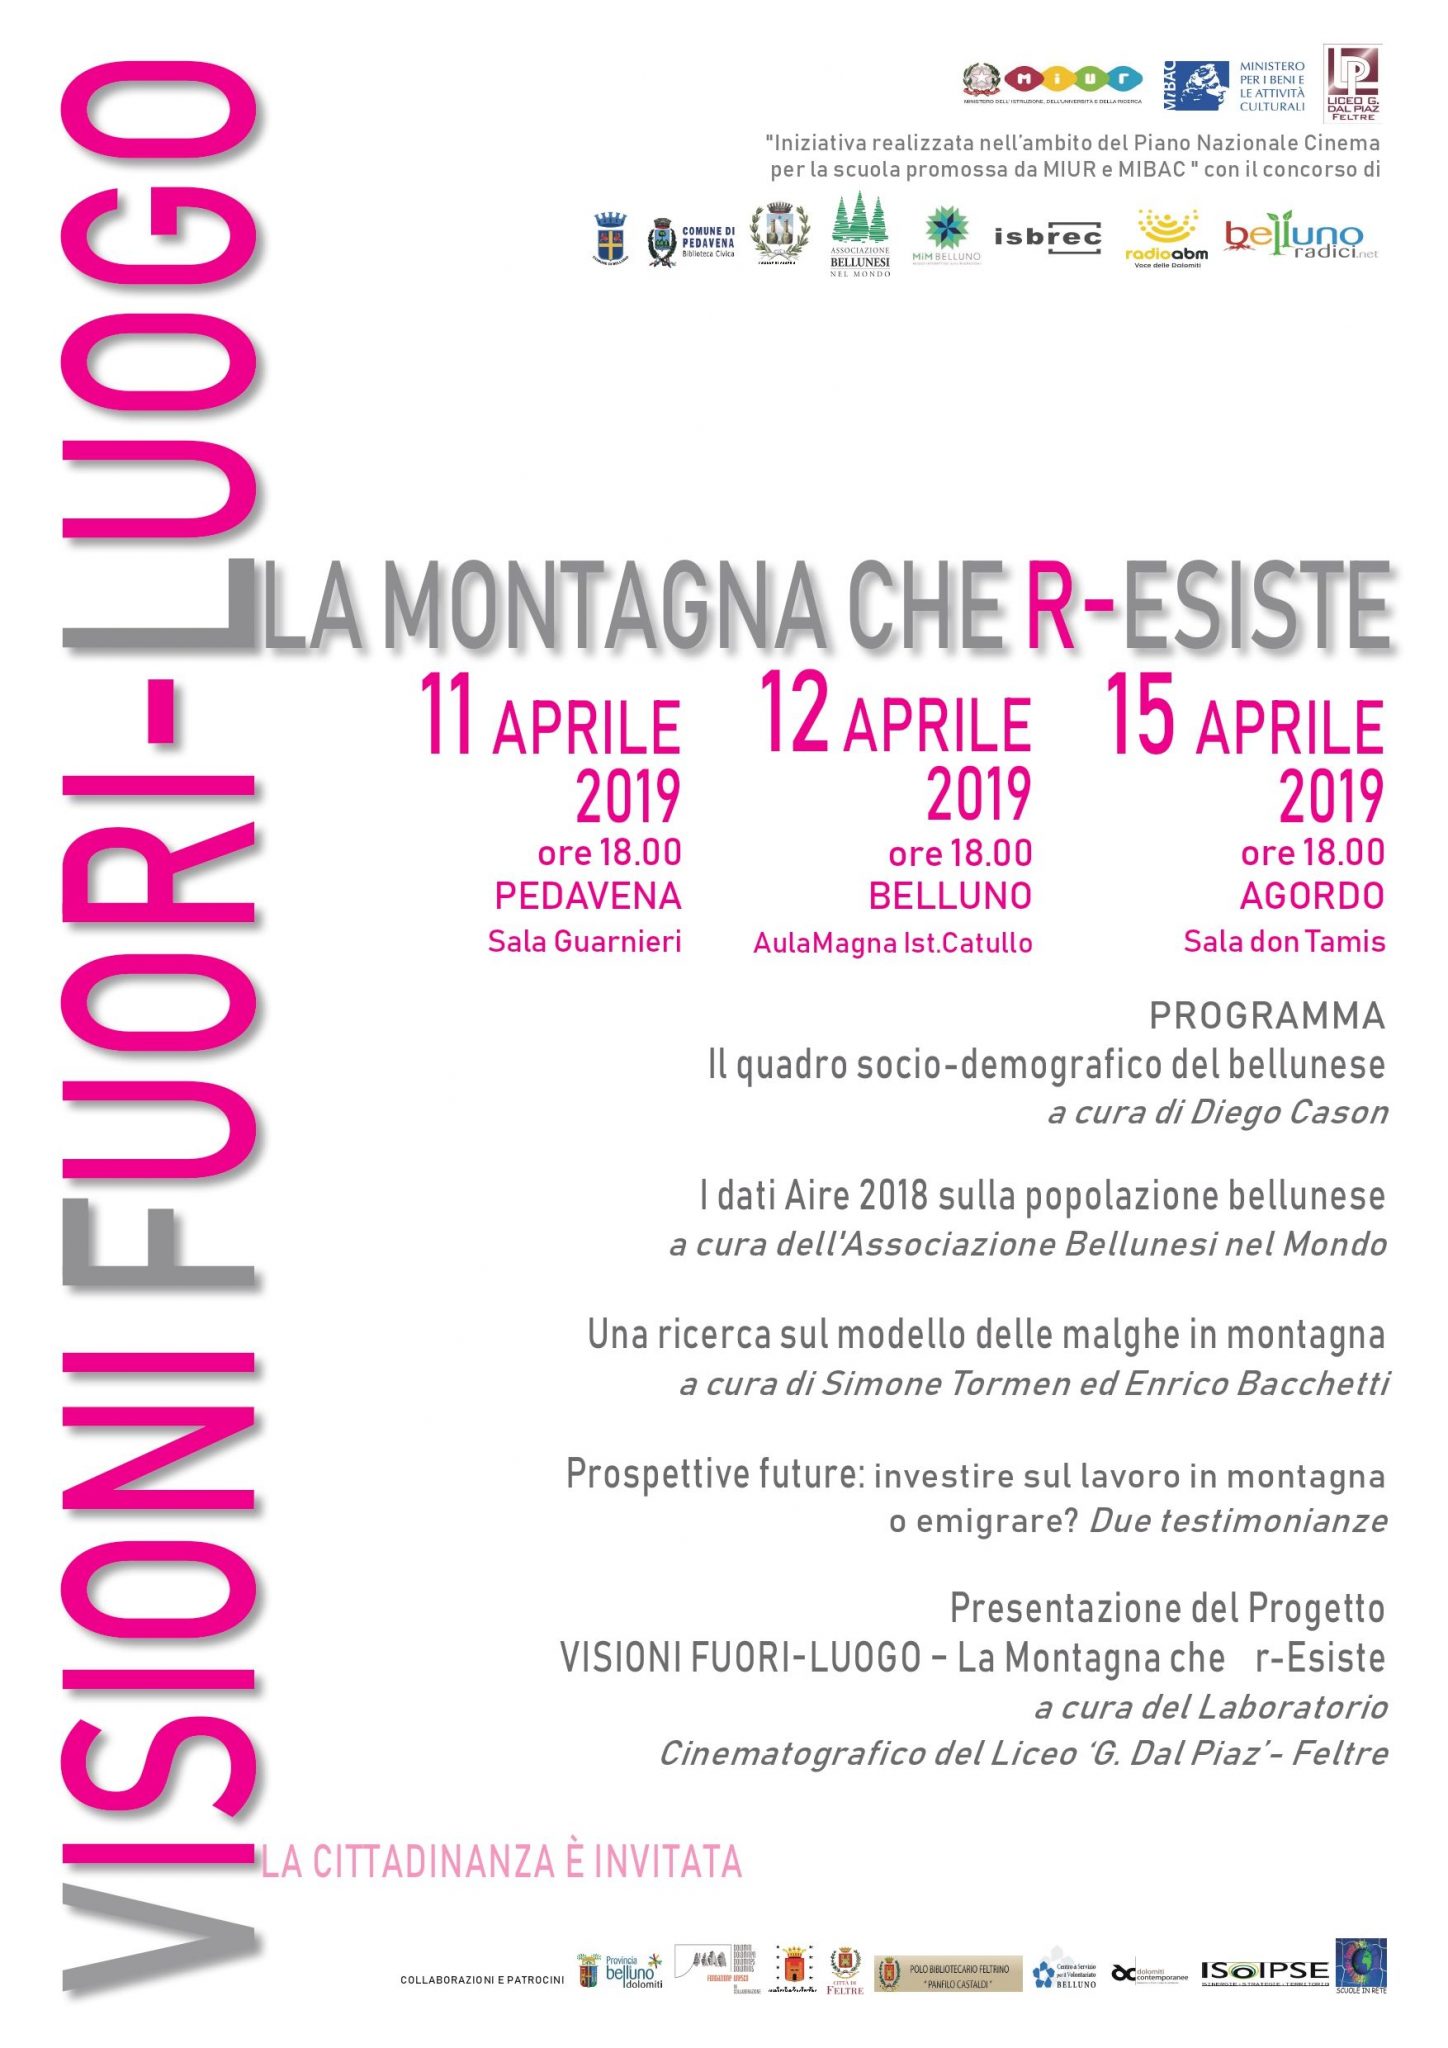 VISIONI FUORI-LUOGO
MIUR
MINISTERO DELL'ISTRUZIONE, DELL'UNIVERSITÀ E DELLA RICERCA
MiBAC
MINISTERO
PER I BENI E
LE ATTIVITÀ
CULTURALI
LICEO G.
DAL PIAZ
FELTRE
"Iniziativa realizzata nell'ambito del Piano Nazionale Cinema
per la scuola promossa da MIUR e MIBAC " con il concorso di
COMUNE DI
PEDAVENA
Biblioteca Civica
ASSOCIAZIONE
BELLUNESI
NEL MONDO
MiM BELLUNO
isbrec
radioabm
Voce delle Dolomiti
belluno
radici.net
LA MONTAGNA CHE R-ESISTE
11 APRILE
2019
ore 18.00
PEDAVENA
Sala Guarnieri
12 APRILE
2019
ore 18.00
BELLUNO
AulaMagna Ist.Catullo
15 APRILE
2019
ore 18.00
AGORDO
Sala don Tamis
PROGRAMMA
Il quadro socio-demografico del bellunese
a cura di Diego Cason
I dati Aire 2018 sulla popolazione bellunese
a cura dell'Associazione Bellunesi nel Mondo
Una ricerca sul modello delle malghe in montagna
a cura di Simone Tormen ed Enrico Bacchetti
Prospettive future: investire sul lavoro in montagna
o emigrare? Due testimonianze
Presentazione del Progetto
VISIONI FUORI-LUOGO – La Montagna che r-Esiste
a cura del Laboratorio
Cinematografico del Liceo ‘G. Dal Piaz’- Feltre
LA CITTADINANZA È INVITATA
COLLABORAZIONI E PATROCINI
Provincia
belluno
dolomiti
FONDAZIONE UNESCO
CITTÀ DI
FELTRE
POLO BIBLIOTECARIO FELTRINO
"PANFILO CASTALDI"
Centro di Servizio
per il Volontariato
BELLUNO
dolomiti
contemporanee
ISOIPSE
SINERGIE-STRATEGIE-TERRITORIO
SCUOLE IN RETE